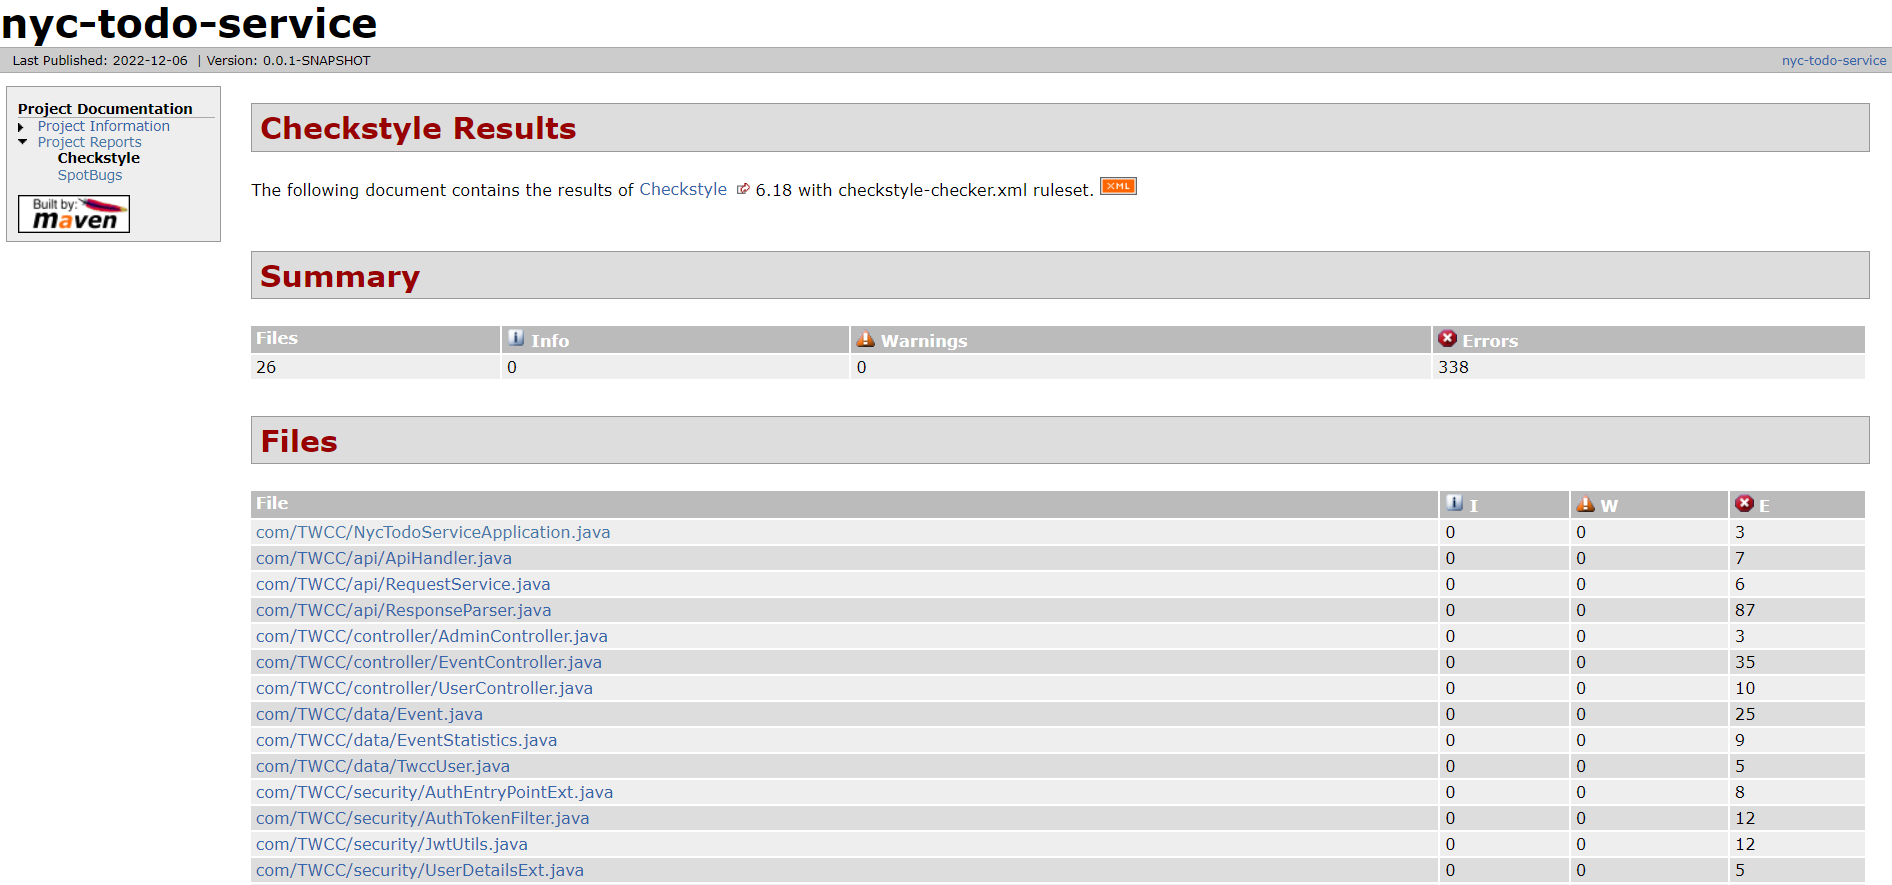 nyc-todo-service
Last Published: 2022-12-06 | Version: 0.0.1-SNAPSHOT nyc-todo-service
Project Documentation
Project Information
Project Reports
Checkstyle
SpotBugs
Built by:
maven
Checkstyle Results
The following document contains the results of Checkstyle 6.18 with checkstyle-checker.xml ruleset. XML
Summary
Files Info Warnings Errors
26 0 0 338
Files
File I W E
com/TWCC/NycTodoServiceApplication.java 0 0 3
com/TWCC/api/ApiHandler.java 0 0 7
com/TWCC/api/RequestService.java 0 0 6
com/TWCC/api/ResponseParser.java 0 0 87
com/TWCC/controller/AdminController.java 0 0 3
com/TWCC/controller/EventController.java 0 0 35
com/TWCC/controller/UserController.java 0 0 10
com/TWCC/data/Event.java 0 0 25
com/TWCC/data/EventStatistics.java 0 0 9
com/TWCC/data/TwccUser.java 0 0 5
com/TWCC/security/AuthEntryPointExt.java 0 0 8
com/TWCC/security/AuthTokenFilter.java 0 0 12
com/TWCC/security/JwtUtils.java 0 0 12
com/TWCC/security/UserDetailsExt.java 0 0 5